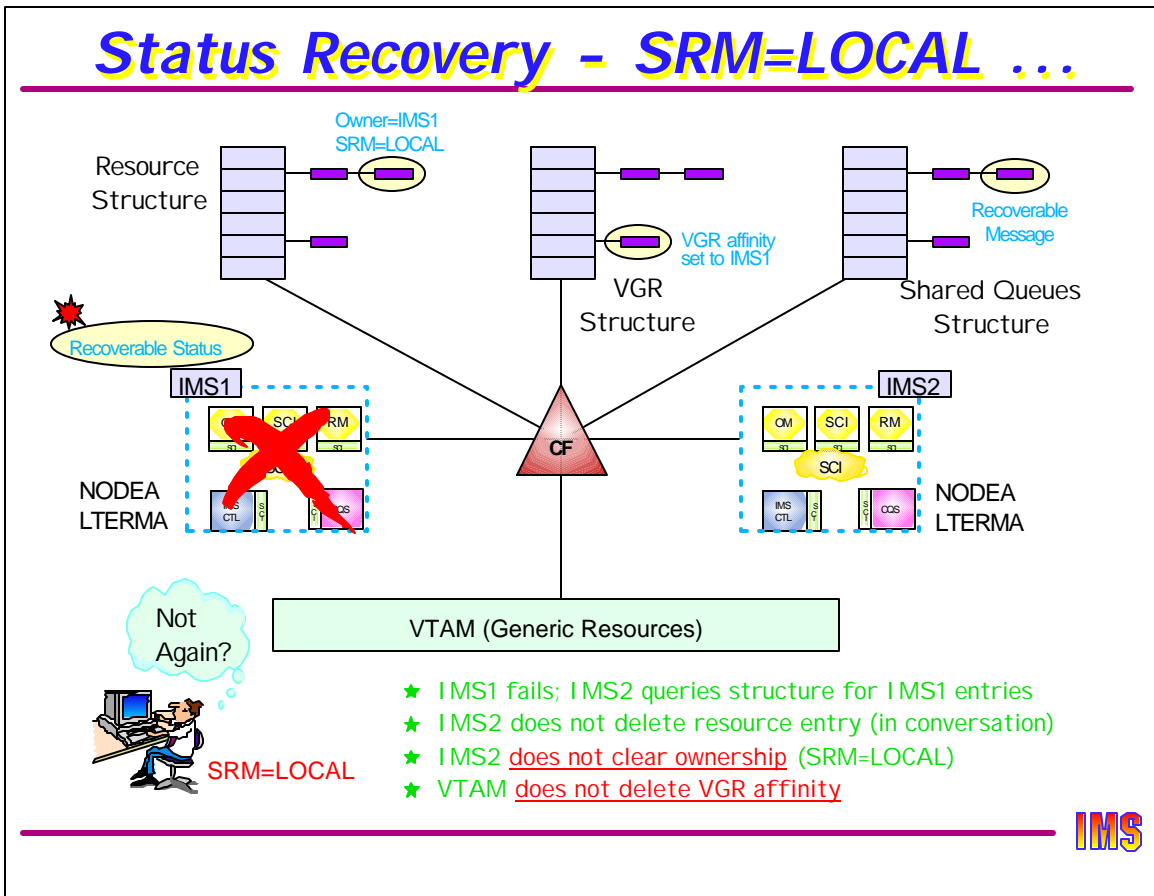 Status Recovery - SRM=LOCAL ...
Owner=IMS1
SRM=LOCAL
Resource
Structure
VGR affinity
set to IMS1
VGR
Structure
Recoverable
Message
Shared Queues
Structure
Recoverable Status
IMS1
SCI
RM
IMS
CTL
NODEA
LTERMA
CF
IMS2
OM
SCI
RM
SCI
IMS
CTL
CQS
NODEA
LTERMA
VTAM (Generic Resources)
Not
Again?
SRM=LOCAL
IMS1 fails; IMS2 queries structure for IMS1 entries
IMS2 does not delete resource entry (in conversation)
IMS2 does not clear ownership (SRM=LOCAL)
VTAM does not delete VGR affinity
IMS